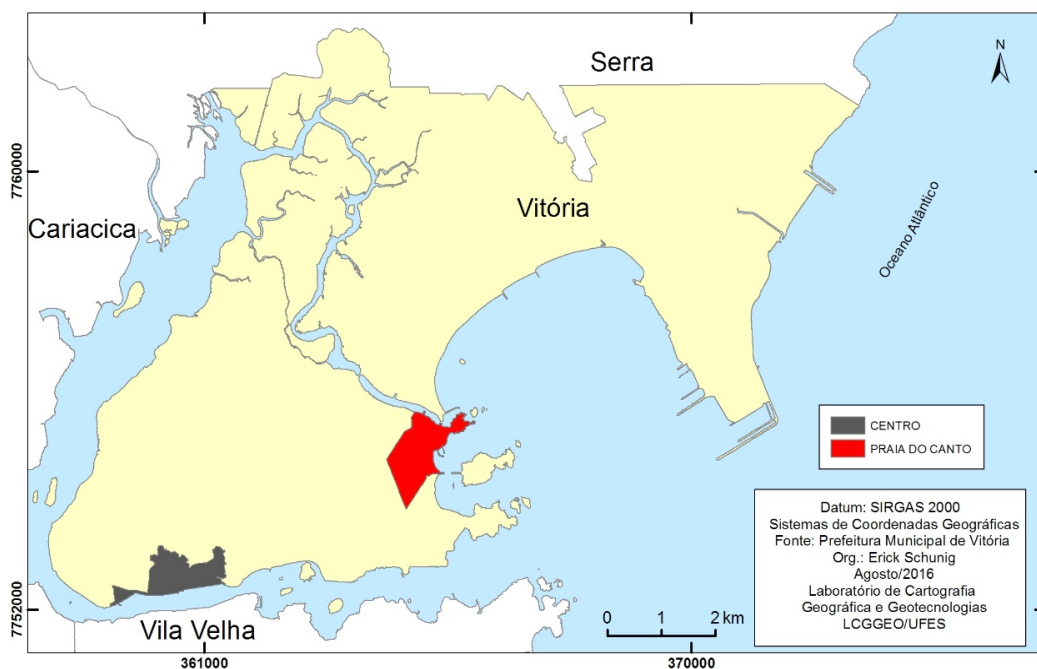 Serra
N
7760000
Cariacica
Vitória
Oceano Atlântico
CENTRO
PRAIA DO CANTO
Datum: SIRGAS 2000
Sistemas de Coordenadas Geográficas
Fonte: Prefeitura Municipal de Vitória
Org.: Erick Schunig
Agosto/2016
Laboratório de Cartografia
Geográfica e Geotecnologias
LCGGEO/UFES
7752000
Vila Velha
0 1 2 km
361000
370000